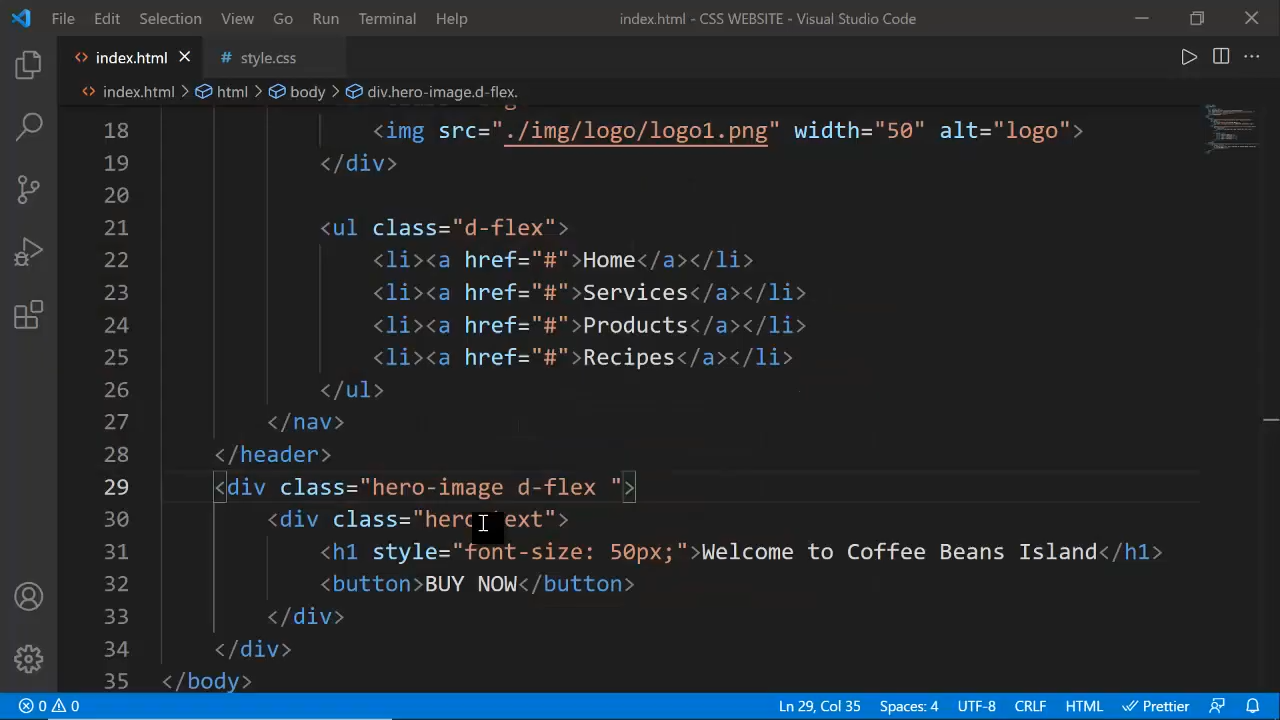 File Edit Selection View Go Run Terminal Help index.html - CSS WEBSITE - Visual Studio Code
index.html style.css
index.html > html > body > div.hero-image.d-flex.
18 <img src="./img/logo/logo1.png" width="50" alt="logo">
19 </div>
20
21 <ul class="d-flex">
22 <li><a href="#">Home</a></li>
23 <li><a href="#">Services</a></li>
24 <li><a href="#">Products</a></li>
25 <li><a href="#">Recipes</a></li>
26 </ul>
27 </nav>
28 </header>
29 <div class="hero-image d-flex ">
30 <div class="hero text">
31 <h1 style="font-size: 50px;">Welcome to Coffee Beans Island</h1>
32 <button>BUY NOW</button>
33 </div>
34 </div>
35 </body>
0 0 Ln 29, Col 35 Spaces: 4 UTF-8 CRLF HTML Prettier